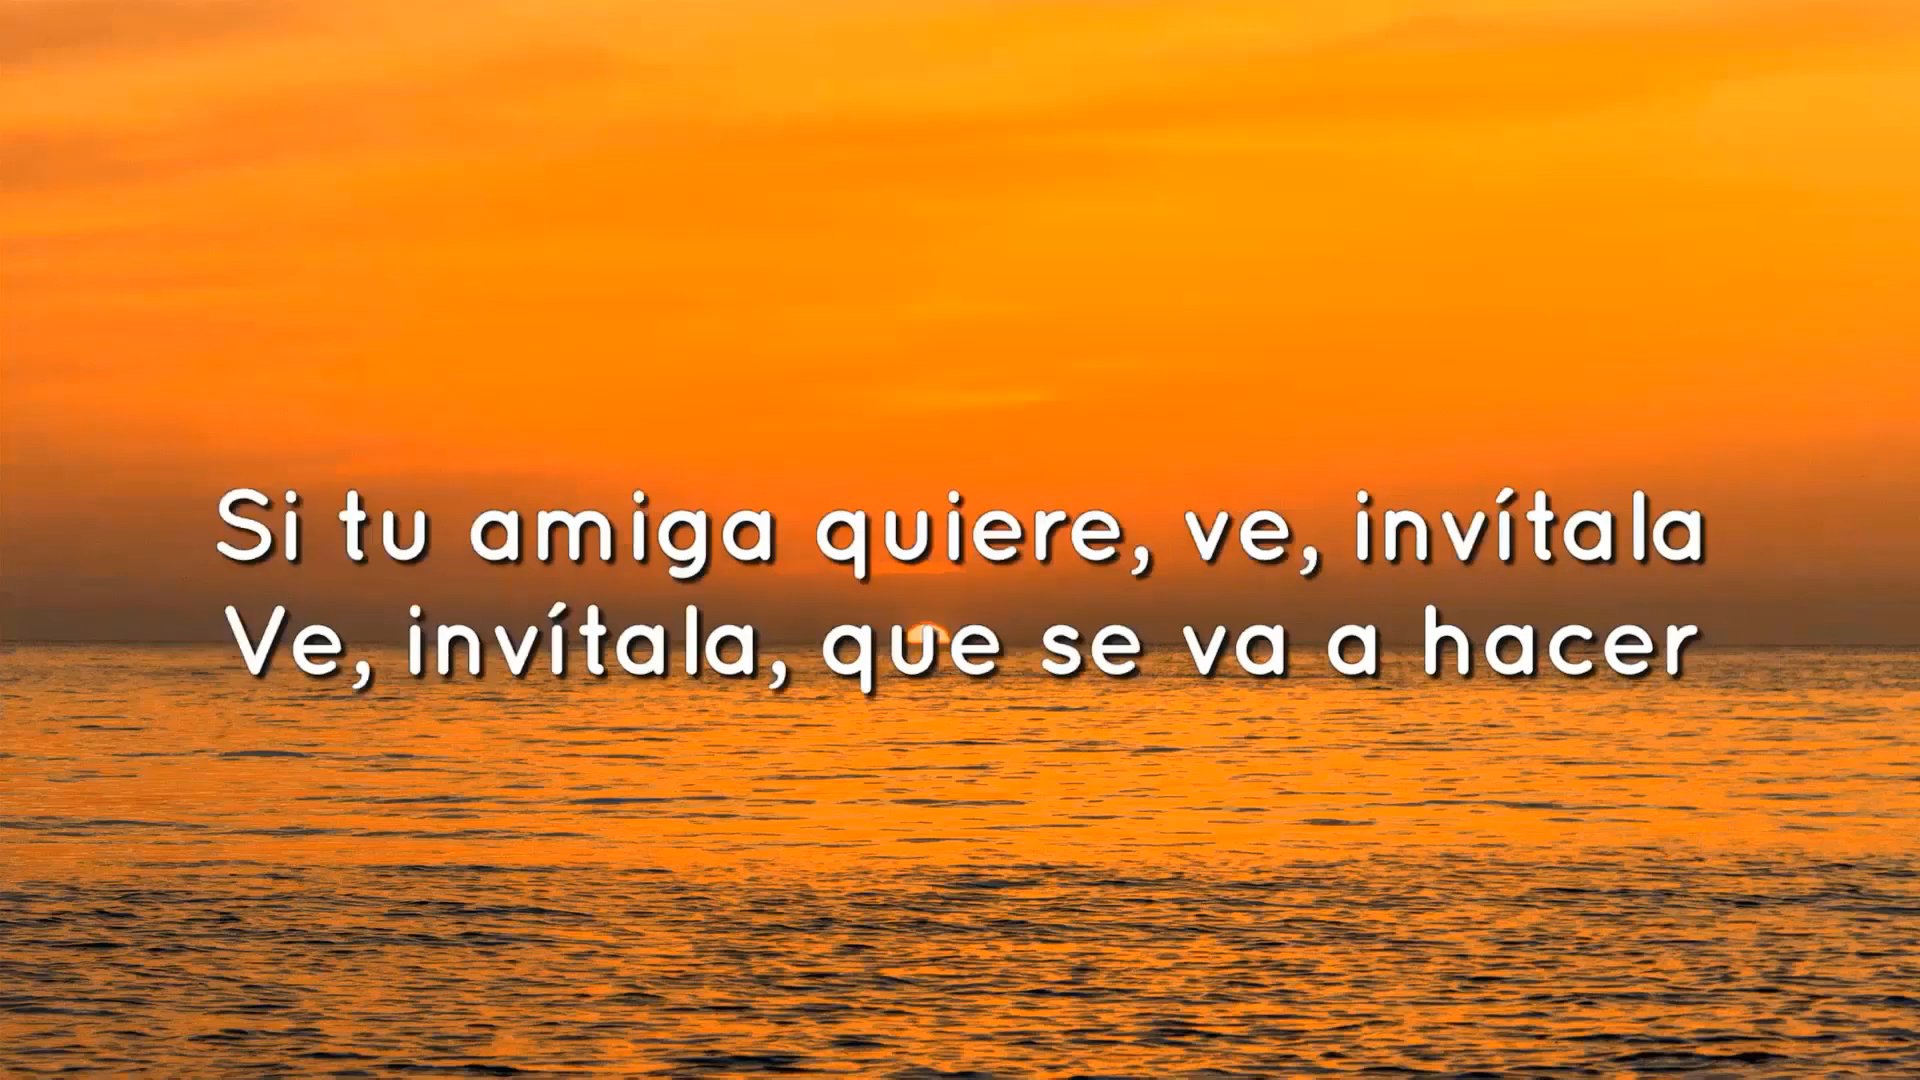 Si tu amiga quiere, ve, invítala
Ve, invítala, que se va a hacer